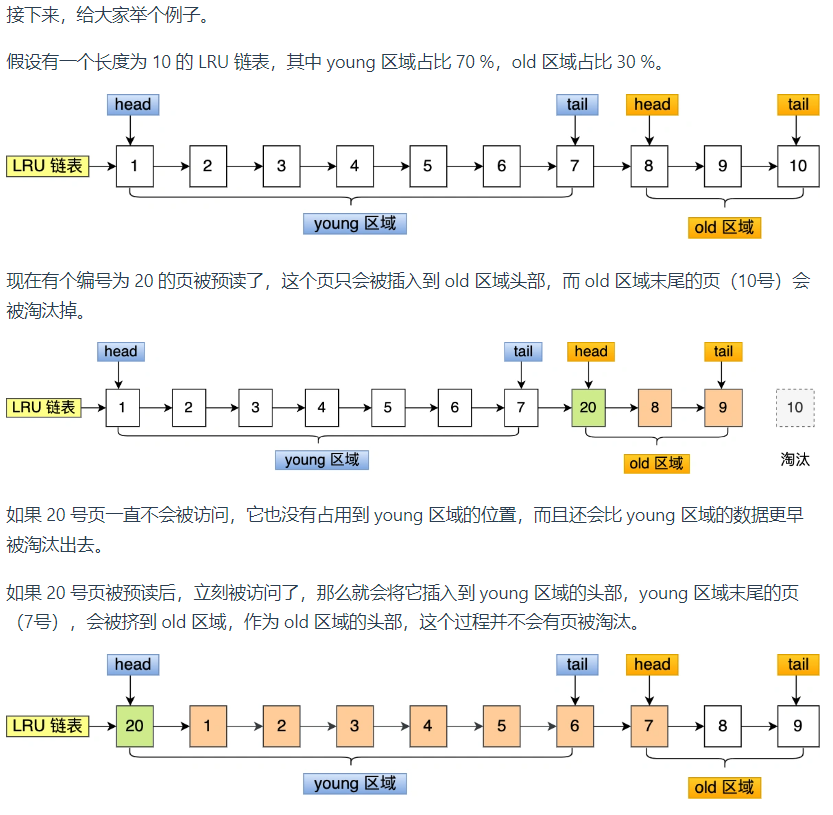 接下来，给大家举个例子。
假设有一个长度为 10 的 LRU 链表，其中 young 区域占比 70 %，old 区域占比 30 %。
head tail head tail
LRU 链表 1 2 3 4 5 6 7 8 9 10
young 区域 old 区域
现在有个编号为 20 的页被预读了，这个页只会被插入到 old 区域头部，而 old 区域末尾的页（10号）会
被淘汰掉。
head tail head tail
LRU 链表 1 2 3 4 5 6 7 20 8 9 10
young 区域 old 区域 淘汰
如果 20 号页一直不会被访问，它也没有占用到 young 区域的位置，而且还会比 young 区域的数据更早
被淘汰出去。
如果 20 号页被预读后，立刻被访问了，那么就会将它插入到 young 区域的头部，young 区域末尾的页
（7号），会被挤到 old 区域，作为 old 区域的头部，这个过程并不会有页被淘汰。
head tail head tail
LRU 链表 20 1 2 3 4 5 6 7 8 9
young 区域 old 区域